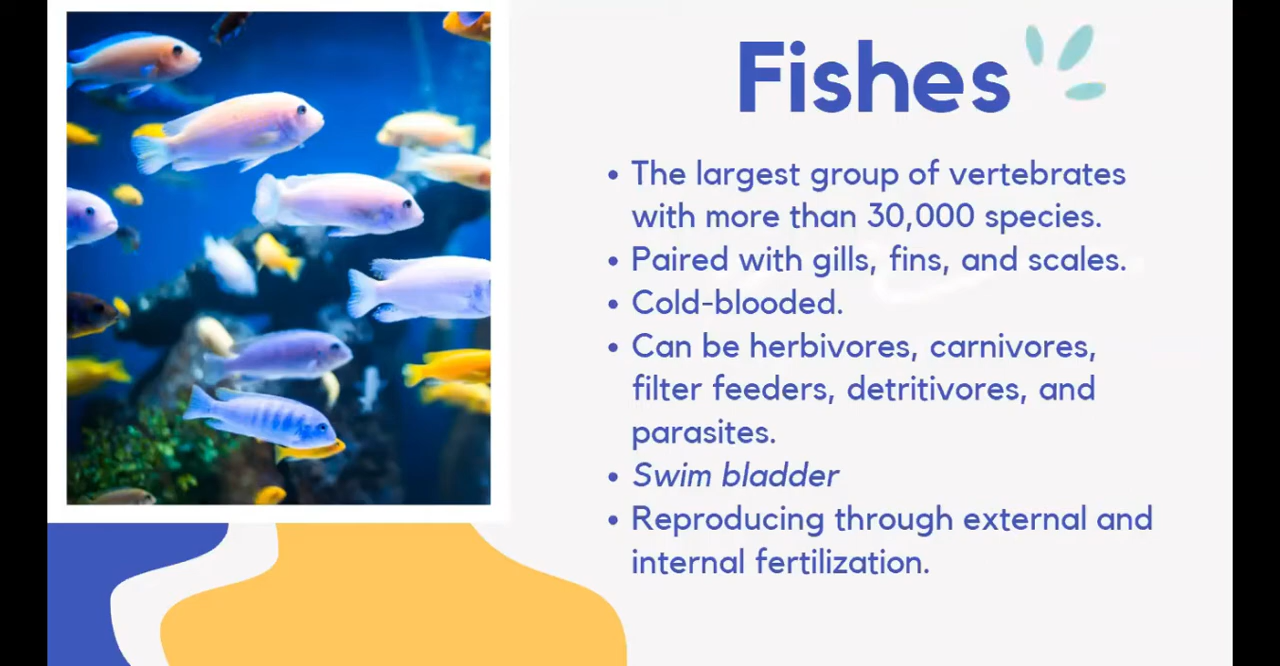 Fishes
• The largest group of vertebrates
with more than 30,000 species.
• Paired with gills, fins, and scales.
• Cold-blooded.
• Can be herbivores, carnivores,
filter feeders, detritivores, and
parasites.
• Swim bladder
• Reproducing through external and
internal fertilization.